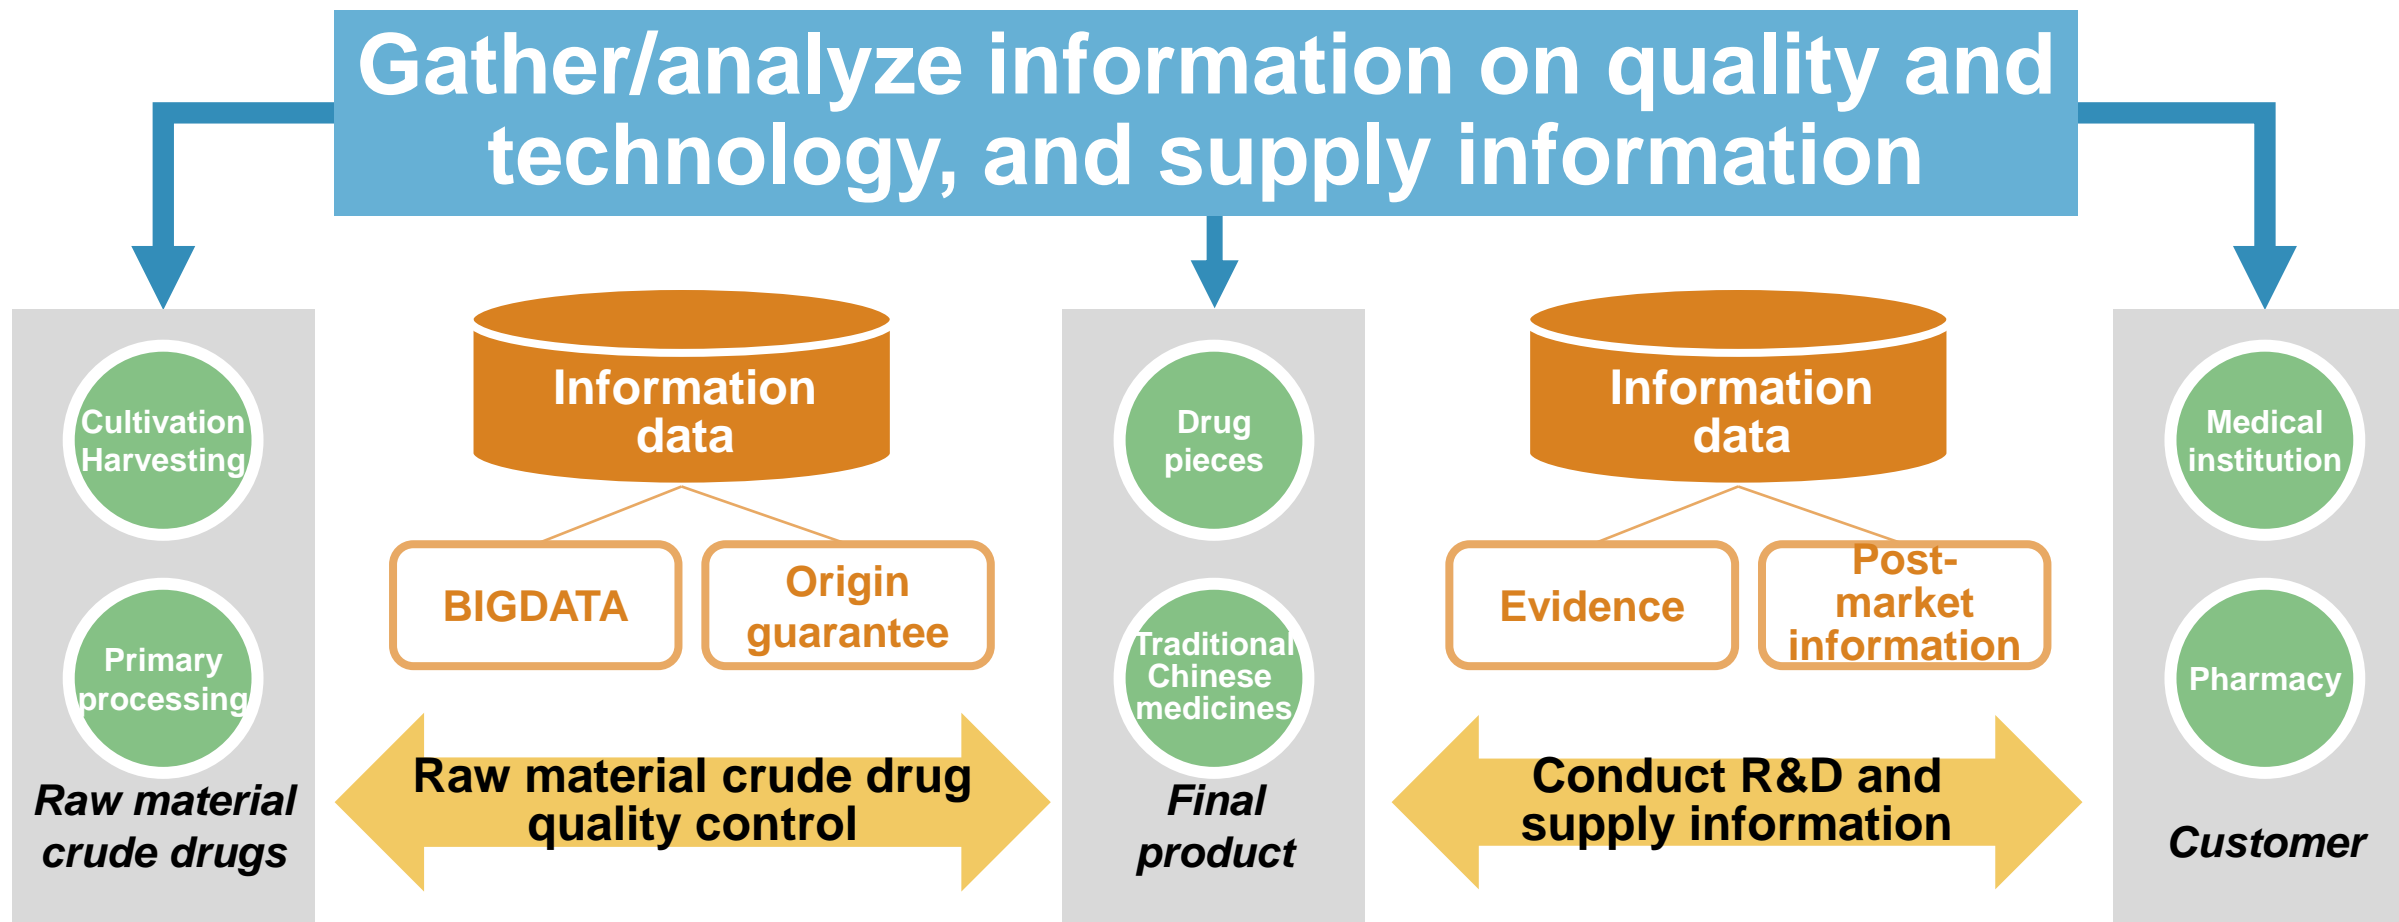 Gather/analyze information on quality and
technology, and supply information
Cultivation
Harvesting
Primary
processing
Raw material
crude drugs
Information
data
BIGDATA
Origin
guarantee
Raw material crude drug
quality control
Drug
pieces
Traditional
Chinese
medicines
Final
product
Information
data
Evidence
Post-
market
information
Conduct R&D and
supply information
Medical
institution
Pharmacy
Customer